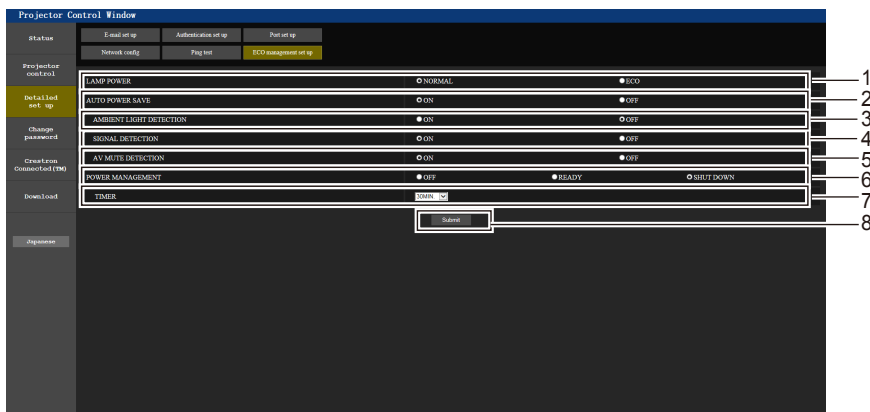 Projector Control Window
Status
E-mail set up
Authentication set up
Port set up
Network config
Ping test
ECO management set up
Projector
control
Detailed
set up
Change
password
Crestron
Connected(TM)
Download
Japanese
LAMP POWER NORMAL ECO 1
AUTO POWER SAVE ON OFF 2
AMBIENT LIGHT DETECTION ON OFF 3
SIGNAL DETECTION ON OFF 4
AV MUTE DETECTION ON OFF 5
POWER MANAGEMENT OFF READY SHUT DOWN 6
TIMER 30MIN. 7
Submit 8